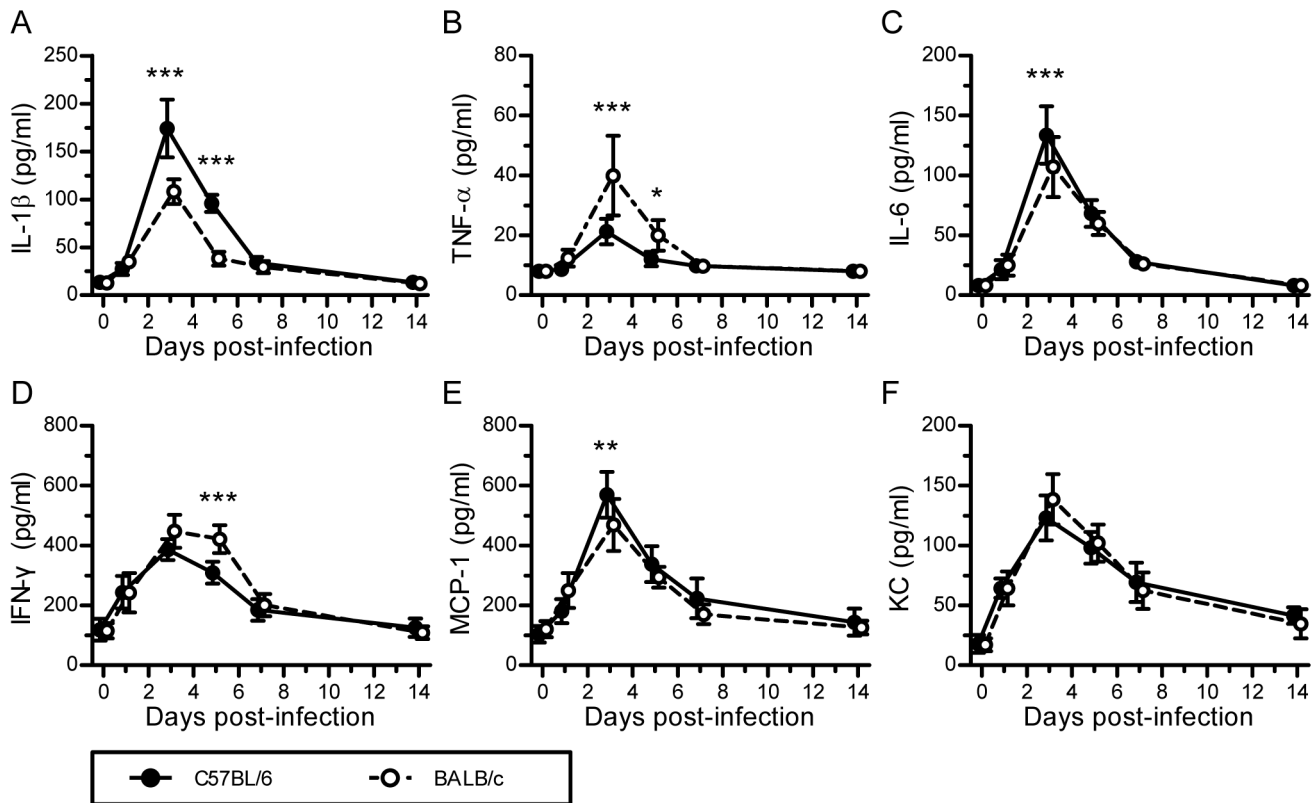 A
IL-1β (pg/ml)
250
200
150
100
50
0
***
***
0 2 4 6 8 10 12 14
Days post-infection
B
TNF-α (pg/ml)
80
60
40
20
0
***
*
0 2 4 6 8 10 12 14
Days post-infection
C
IL-6 (pg/ml)
200
150
100
50
0
***
0 2 4 6 8 10 12 14
Days post-infection
D
IFN-γ (pg/ml)
800
600
400
200
0
***
0 2 4 6 8 10 12 14
Days post-infection
E
MCP-1 (pg/ml)
800
600
400
200
0
**
0 2 4 6 8 10 12 14
Days post-infection
F
KC (pg/ml)
200
150
100
50
0
0 2 4 6 8 10 12 14
Days post-infection
C57BL/6 BALB/c